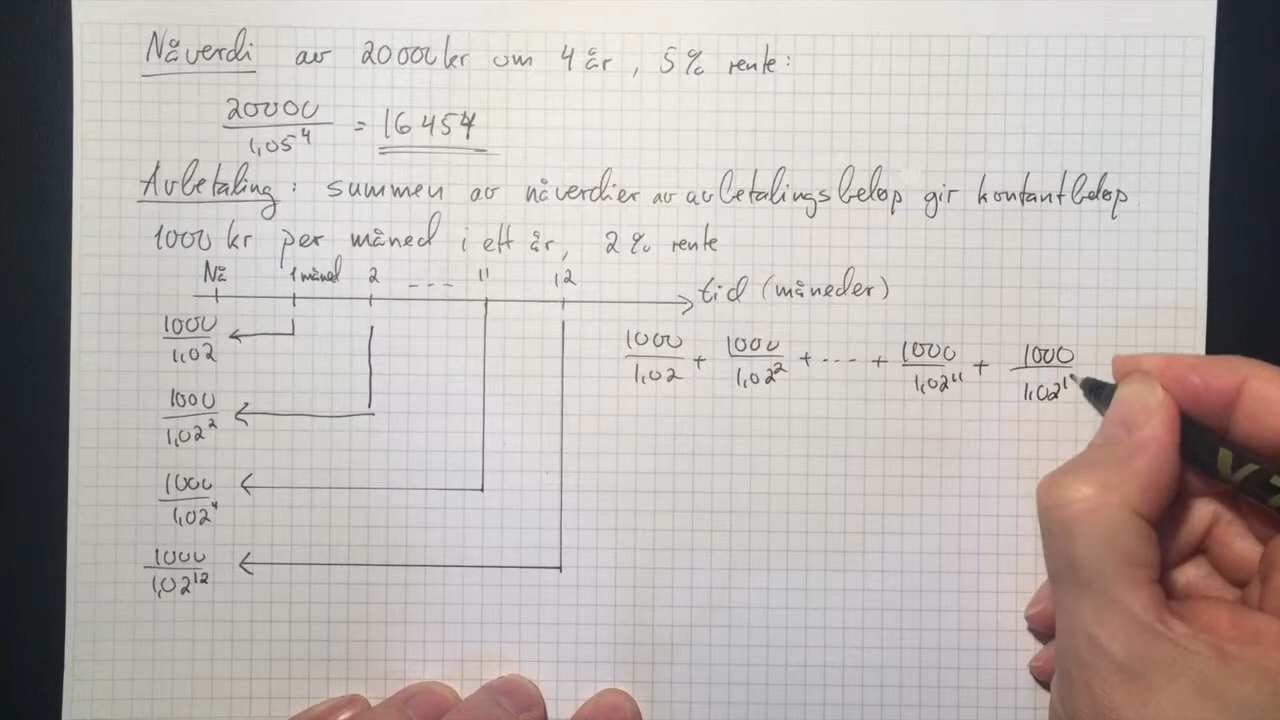 Nåverdi av 20000 kr om 4 år, 5% rente:
20000 / 1,05^4 = 16 454
Avbetaling: summen av nåverdier av avbetalingsbeløp gir kontantbeløp.
1000 kr per måned i ett år, 2% rente
Nå 1 måned 2 ---- 11 12 tid (måneder)
1000 / 1,02
1000 / 1,02^2
1000 / 1,02^4
1000 / 1,02^12
1000 / 1,02 + 1000 / 1,02^2 + ---- + 1000 / 1,02^11 + 1000 / 1,02^1